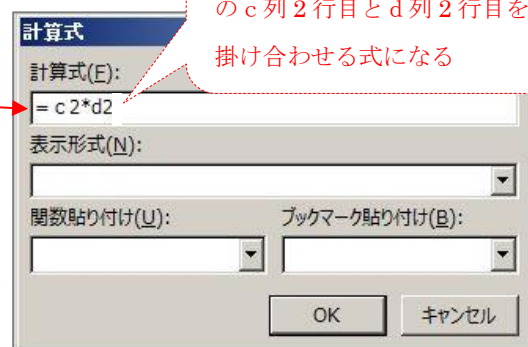 のｃ列２行目とｄ列２行目を
掛け合わせる式になる
計算式
計算式(F):
= c 2*d2
表示形式(N):
関数貼り付け(U): ブックマーク貼り付け(B):
OK キャンセル